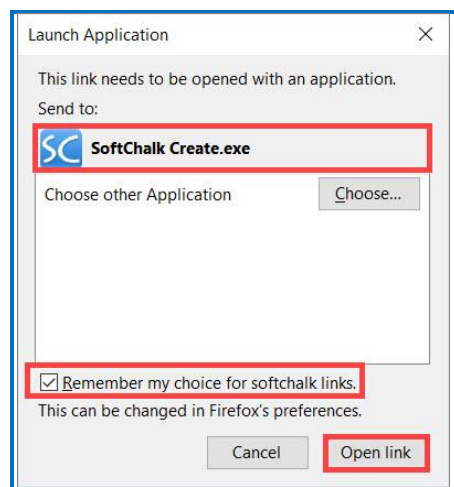 Launch Application
This link needs to be opened with an application.
Send to:
SC SoftChalk Create.exe
Choose other Application Choose...
Remember my choice for softchalk links.
This can be changed in Firefox's preferences.
Cancel Open link